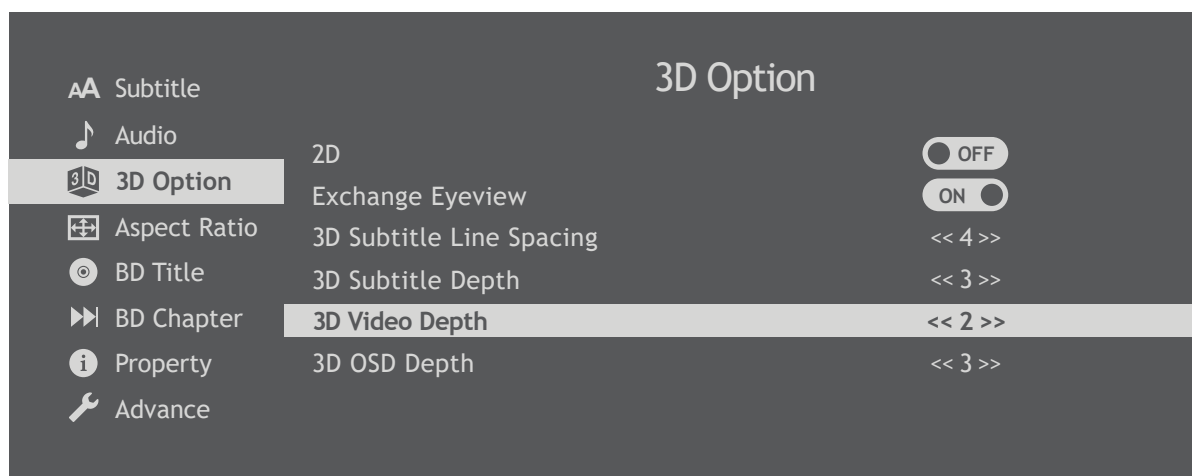 3D Option
AA Subtitle
Audio
3D 3D Option
Aspect Ratio
BD Title
BD Chapter
i Property
Advance
2D OFF
Exchange Eyeview ON
3D Subtitle Line Spacing << 4 >>
3D Subtitle Depth << 3 >>
3D Video Depth << 2 >>
3D OSD Depth << 3 >>